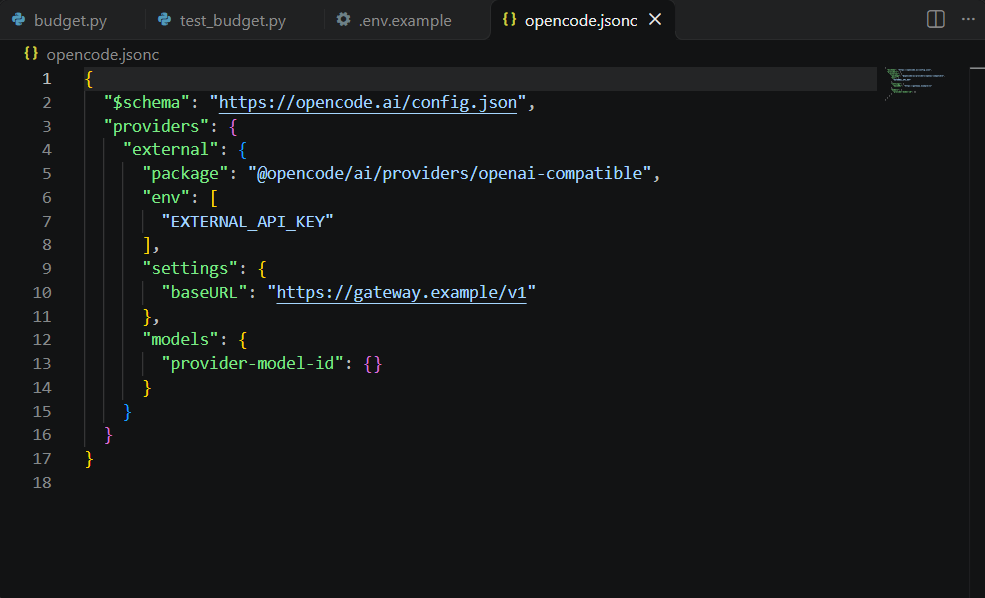 budget.py test_budget.py .env.example {} opencode.jsonc
{} opencode.jsonc
1 {
2 "$schema": "https://opencode.ai/config.json",
3 "providers": {
4 "external": {
5 "package": "@opencode/ai/providers/openai-compatible",
6 "env": [
7 "EXTERNAL_API_KEY"
8 ],
9 "settings": {
10 "baseURL": "https://gateway.example/v1"
11 },
12 "models": {
13 "provider-model-id": {}
14 }
15 }
16 }
17 }
18